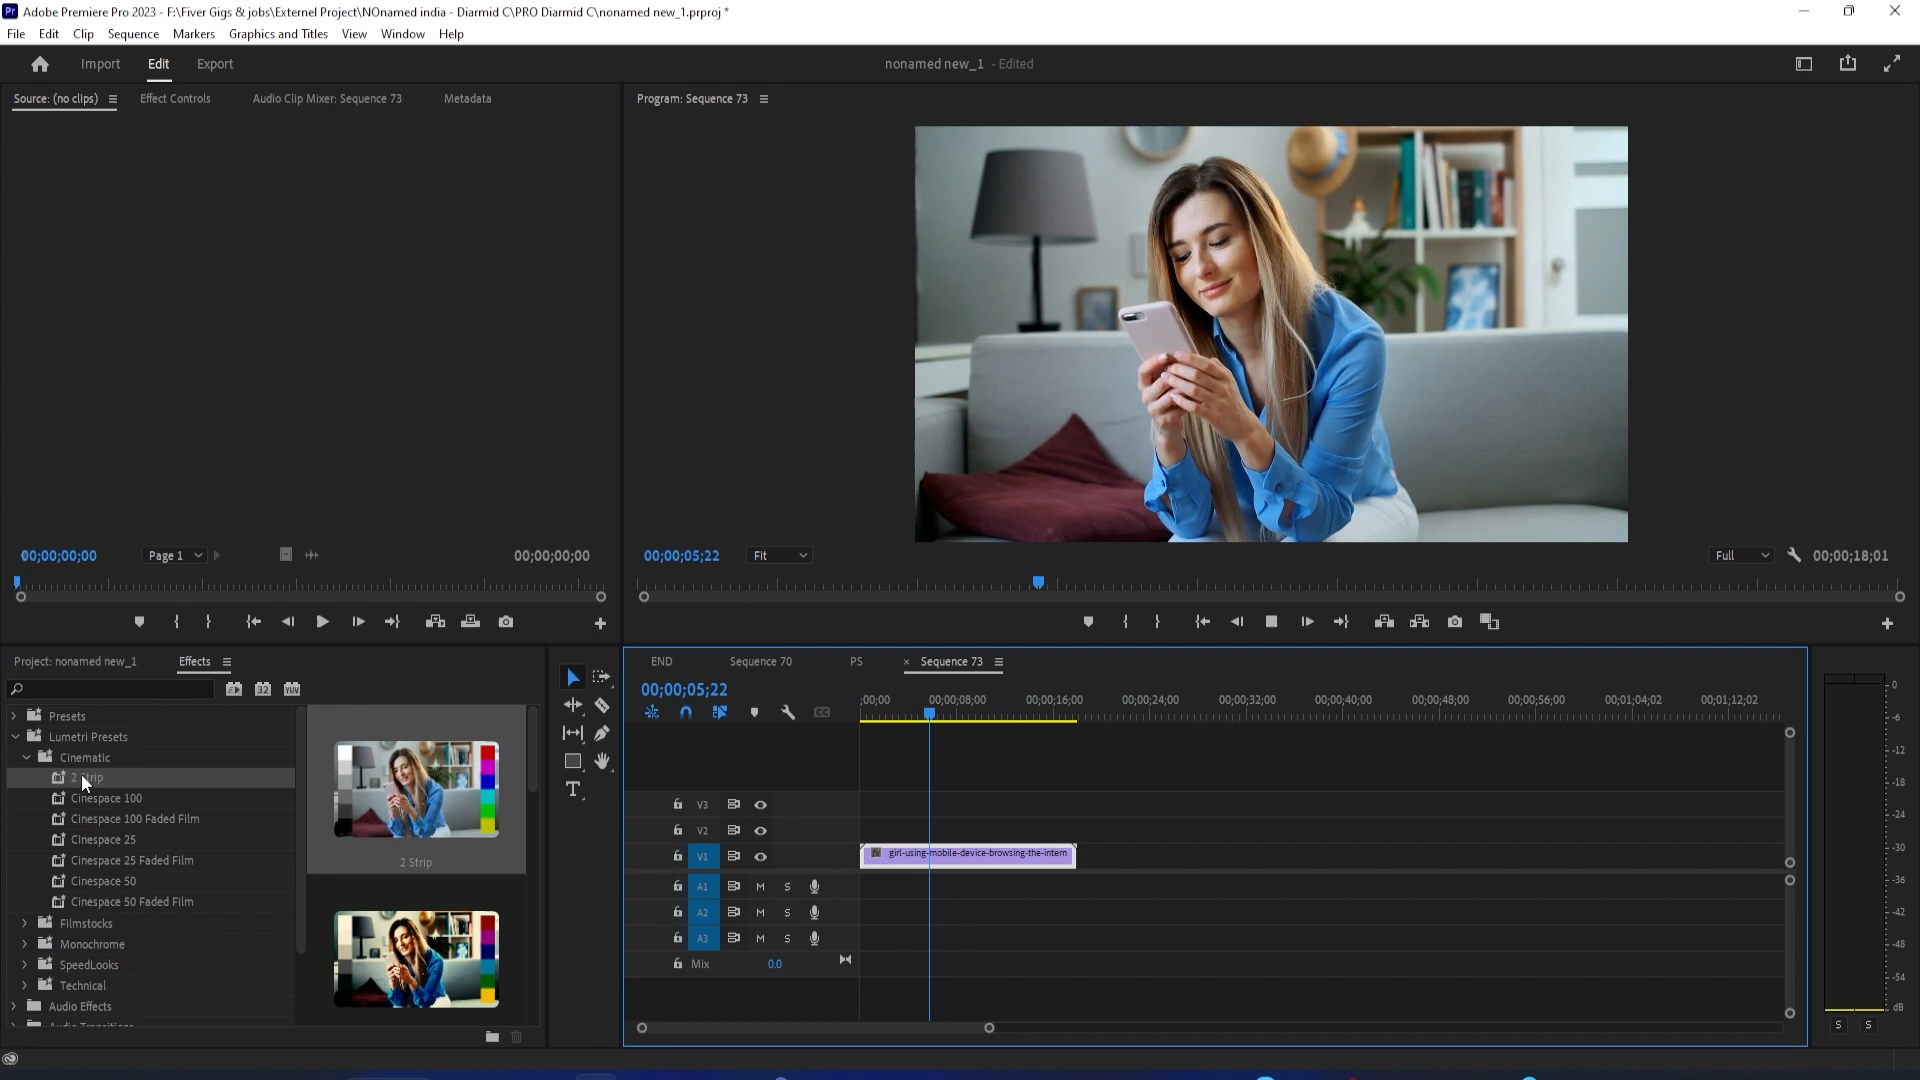 Pr Adobe Premiere Pro 2023 - F:\Fiver Gigs & jobs\Externel Project\NOnamed india - Diarmid C\PRO Diarmid C\nonamed new_1.prproj *
File Edit Clip Sequence Markers Graphics and Titles View Window Help
Import Edit Export
nonamed new_1 - Edited
Source: (no clips) Effect Controls Audio Clip Mixer: Sequence 73 Metadata
Program: Sequence 73
00;00;00;00 Page 1 00;00;00;00
00;00;05;22 Fit Full 00;00;18;01
Project: nonamed new_1 Effects
32 YUV
Presets
Lumetri Presets
Cinematic
2 Strip
Cinespace 100
Cinespace 100 Faded Film
Cinespace 25
Cinespace 25 Faded Film
Cinespace 50
Cinespace 50 Faded Film
Filmstocks
Monochrome
SpeedLooks
Technical
Audio Effects
Audio Transitions
2 Strip
T
END Sequence 70 PS × Sequence 73
00;00;05;22
CC
;00;00 00;00;08;00 00;00;16;00 00;00;24;00 00;00;32;00 00;00;40;00 00;00;48;00 00;00;56;00 00;01;04;02 00;01;12;02
V3
V2
V1 girl-using-mobile-device-browsing-the-intern
A1 M S
A2 M S
A3 M S
Mix 0.0
0
-6
-12
-18
-24
-30
-36
-42
-48
-54
dB
S S